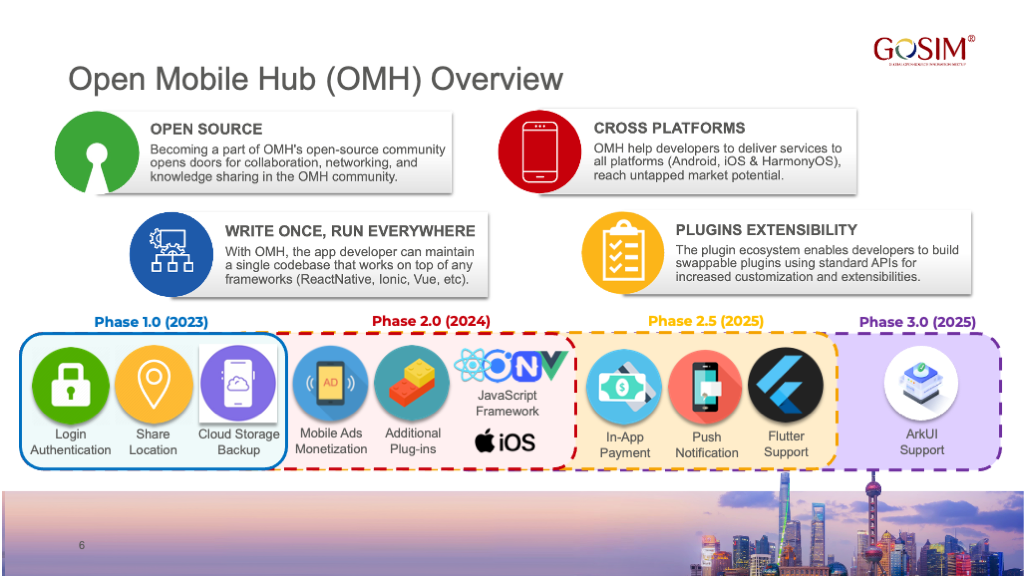 GOSIM®
Open Mobile Hub (OMH) Overview
OPEN SOURCE
Becoming a part of OMH's open-source community
opens doors for collaboration, networking, and
knowledge sharing in the OMH community.
CROSS PLATFORMS
OMH help developers to deliver services to
all platforms (Android, iOS & HarmonyOS),
reach untapped market potential.
WRITE ONCE, RUN EVERYWHERE
With OMH, the app developer can maintain
a single codebase that works on top of any
frameworks (ReactNative, Ionic, Vue, etc).
PLUGINS EXTENSIBILITY
The plugin ecosystem enables developers to build
swappable plugins using standard APIs for
increased customization and extensibilities.
Phase 1.0 (2023)
Login
Authentication
Share
Location
Cloud Storage
Backup
Phase 2.0 (2024)
AD
Mobile Ads
Monetization
Additional
Plug-ins
N
JavaScript
Framework
iOS
Phase 2.5 (2025)
$
In-App
Payment
Push
Notification
Flutter
Support
Phase 3.0 (2025)
ArkUI
Support
6